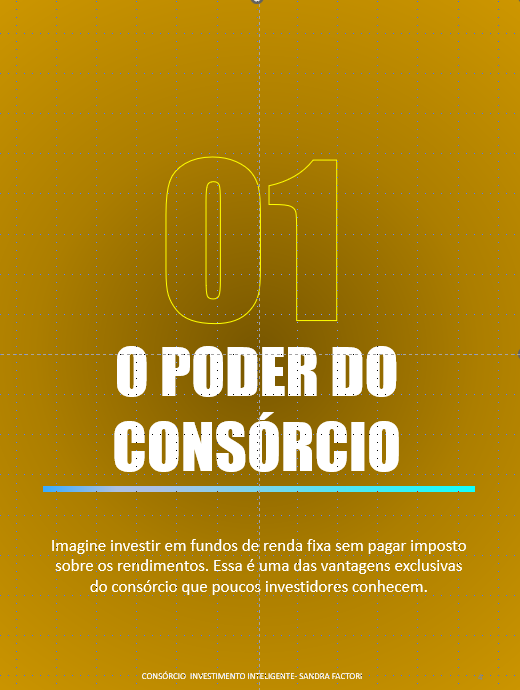 01
O PODER DO
CONSÓRCIO
Imagine investir em fundos de renda fixa sem pagar imposto
sobre os rendimentos. Essa é uma das vantagens exclusivas
do consórcio que poucos investidores conhecem.
CONSÓRCIO INVESTIMENTO INTELIGENTE- SANDRA FACTORI